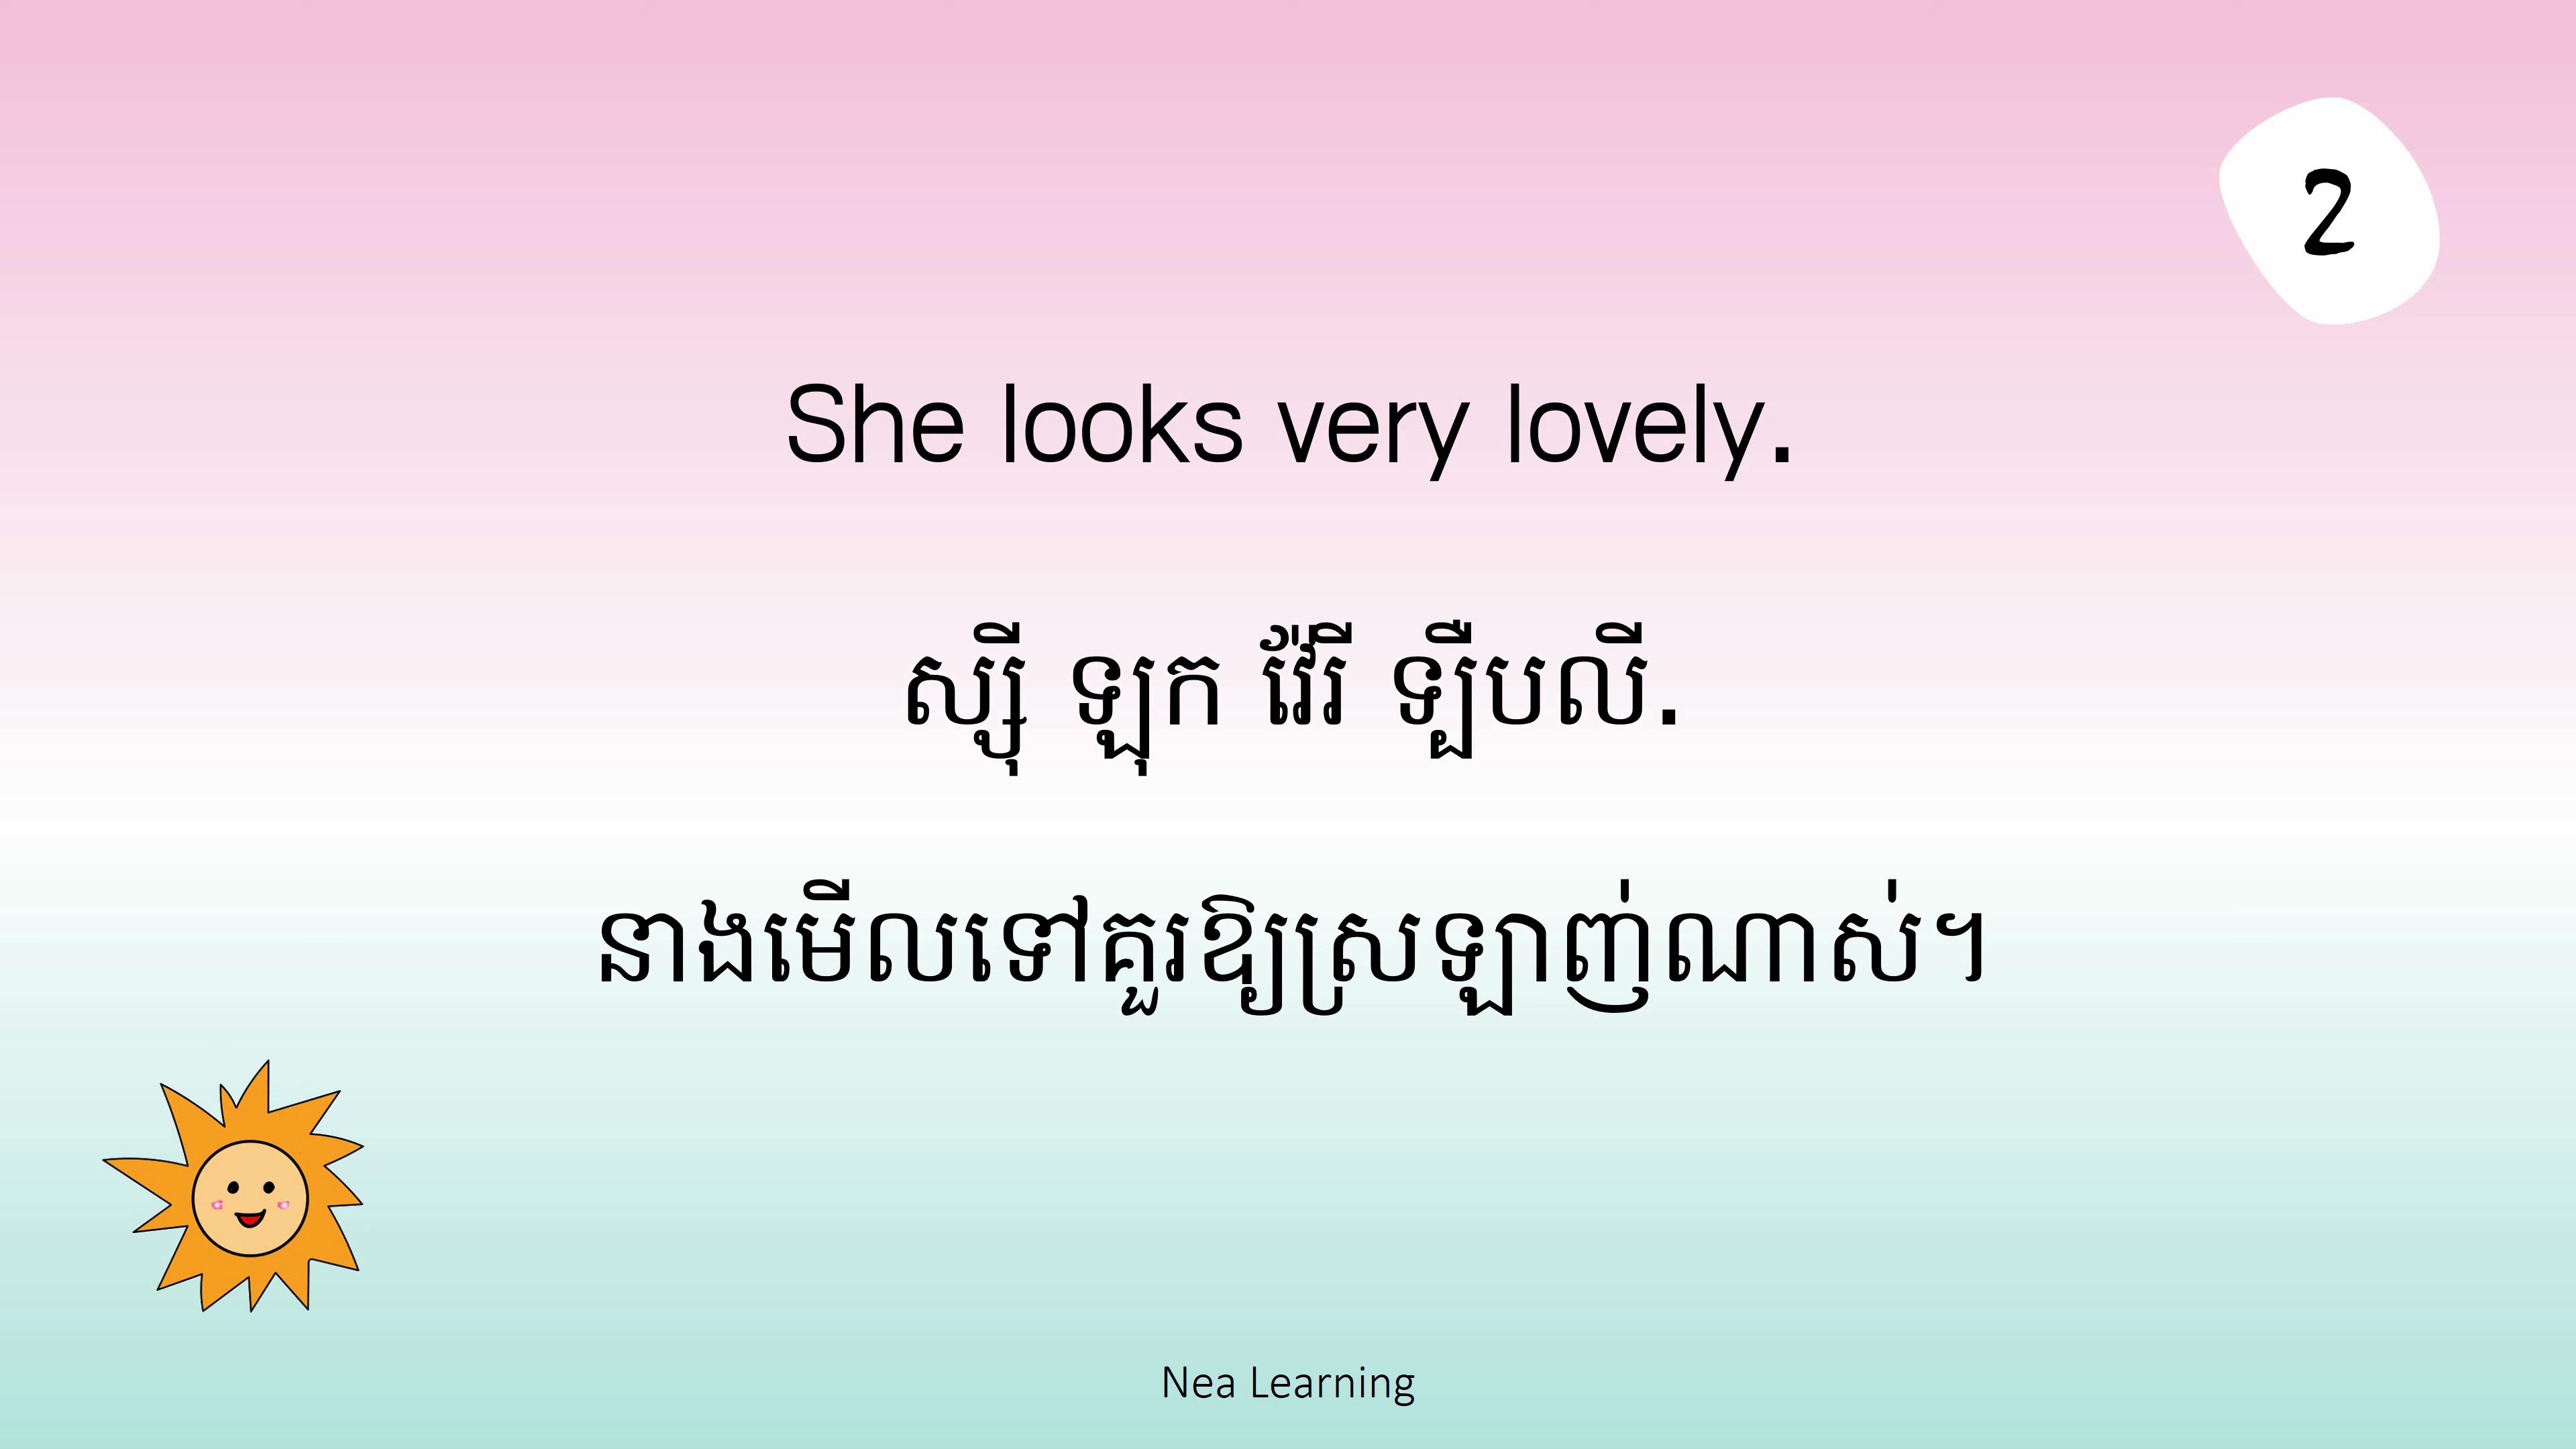 2
She looks very lovely.
ស្ស៊ី ឡុក វ៉ែរី ឡឺបលី.
នាងមើលទៅគួរឱ្យស្រឡាញ់ណាស់។
Nea Learning